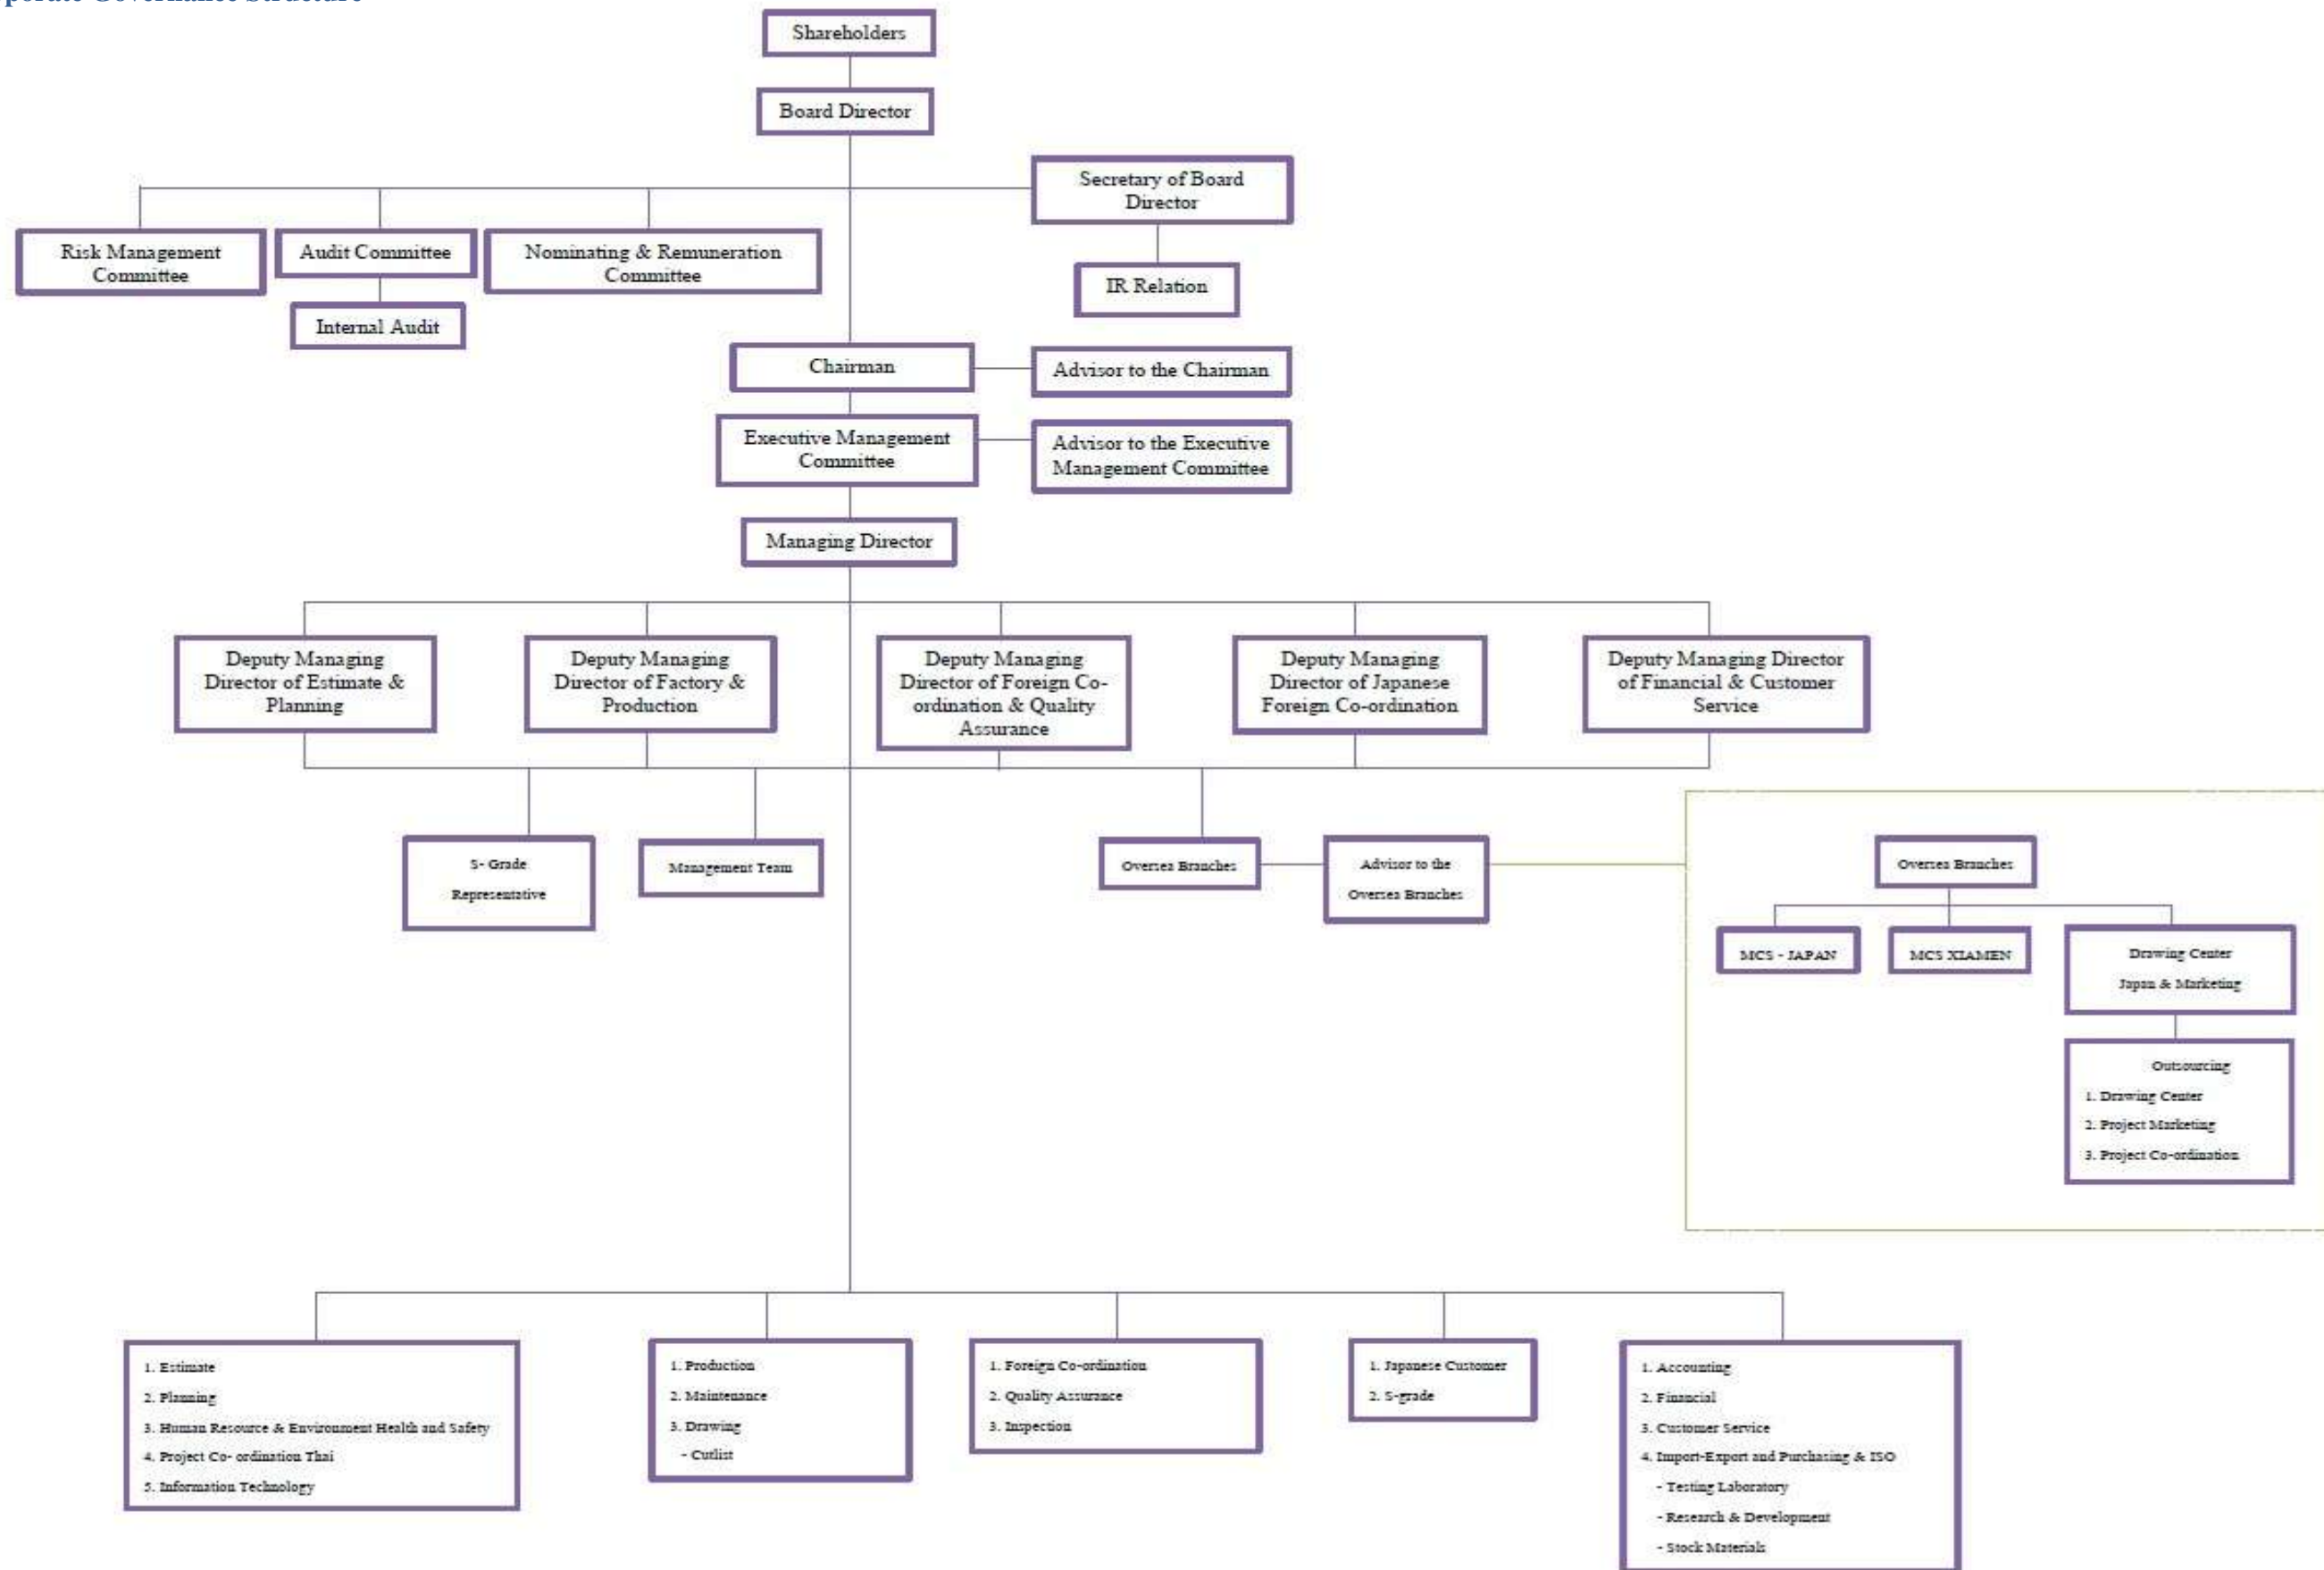 Corporate Governance Structure
Shareholders
Board Director
Secretary of Board
Director
Risk Management
Committee
Audit Committee
Nominating & Remuneration
Committee
IR Relation
Internal Audit
Chairman
Advisor to the Chairman
Executive Management
Committee
Advisor to the Executive
Management Committee
Managing Director
Deputy Managing
Director of Estimate &
Planning
Deputy Managing
Director of Factory &
Production
Deputy Managing
Director of Foreign Co-
ordination & Quality
Assurance
Deputy Managing
Director of Japanese
Foreign Co-ordination
Deputy Managing Director
of Financial & Customer
Service
S- Grade
Representative
Management Team
Oversea Branches
Advisor to the
Oversea Branches
Oversea Branches
MCS - JAPAN
MCS XIAMEN
Drawing Center
Japan & Marketing
Outsourcing
1. Drawing Center
2. Project Marketing
3. Project Co-ordination
1. Estimate
2. Planning
3. Human Resource & Environment Health and Safety
4. Project Co- ordination Thai
5. Information Technology
1. Production
2. Maintenance
3. Drawing
- Cutlist
1. Foreign Co-ordination
2. Quality Assurance
3. Inspection
1. Japanese Customer
2. S-grade
1. Accounting
2. Financial
3. Customer Service
4. Import-Export and Purchasing & ISO
- Testing Laboratory
- Research & Development
- Stock Materials